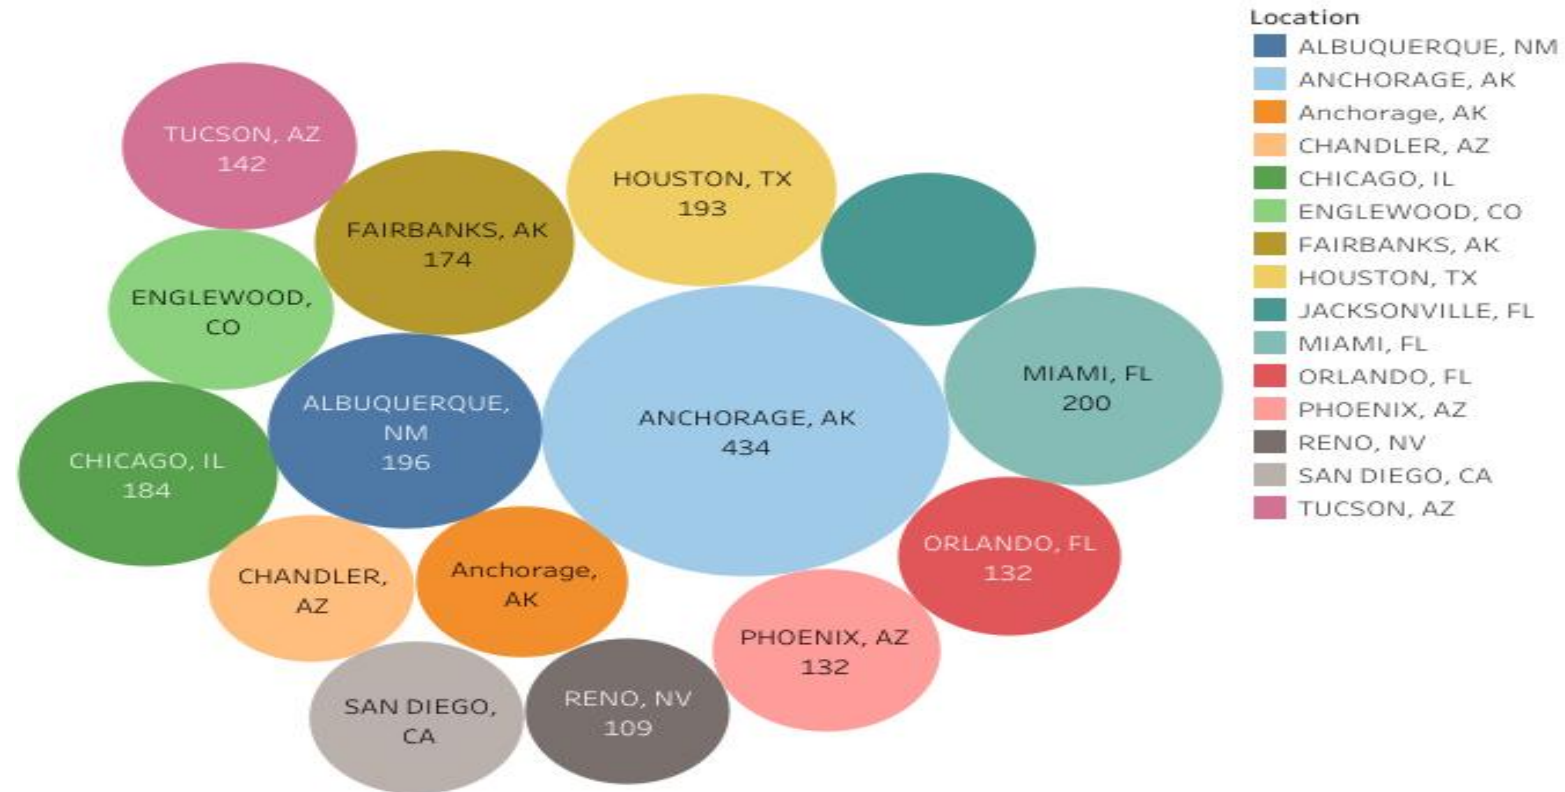 TUCSON, AZ
142
FAIRBANKS, AK
174
HOUSTON, TX
193
ENGLEWOOD,
CO
MIAMI, FL
200
ALBUQUERQUE,
NM
196
ANCHORAGE, AK
434
CHICAGO, IL
184
ORLANDO, FL
132
CHANDLER,
AZ
Anchorage,
AK
PHOENIX, AZ
132
SAN DIEGO,
CA
RENO, NV
109
Location
ALBUQUERQUE, NM
ANCHORAGE, AK
Anchorage, AK
CHANDLER, AZ
CHICAGO, IL
ENGLEWOOD, CO
FAIRBANKS, AK
HOUSTON, TX
JACKSONVILLE, FL
MIAMI, FL
ORLANDO, FL
PHOENIX, AZ
RENO, NV
SAN DIEGO, CA
TUCSON, AZ